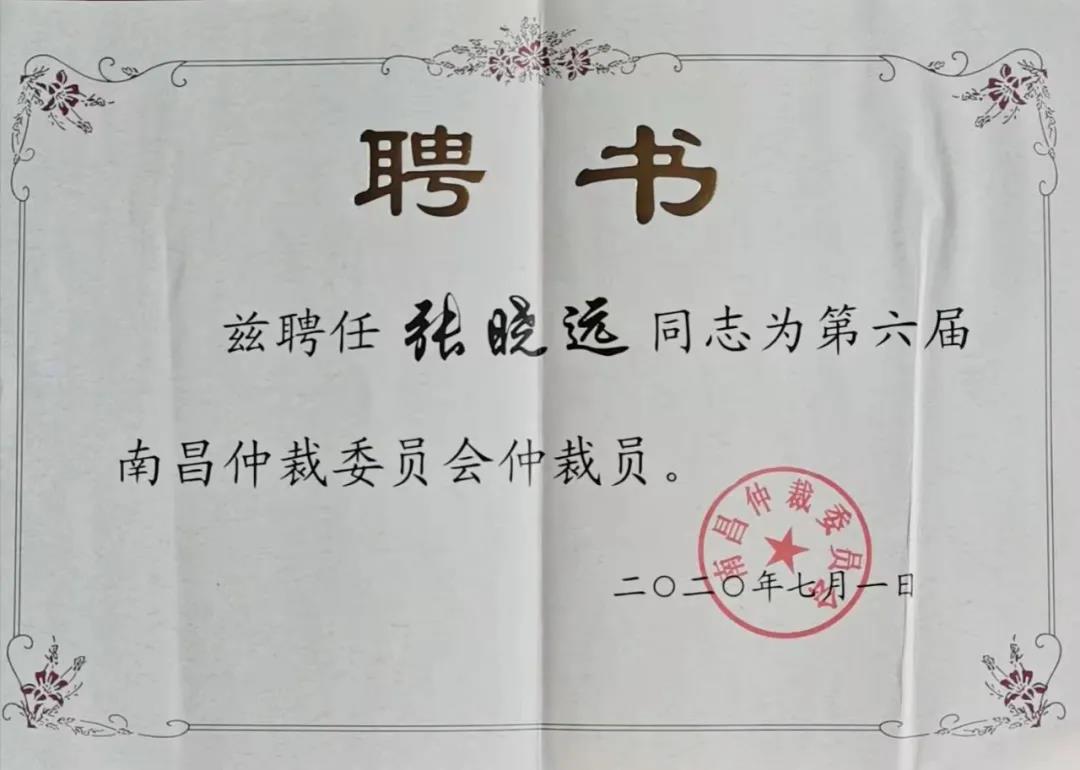 聘书
兹聘任张晓远同志为第六届
南昌仲裁委员会仲裁员。
南昌仲裁委员会
二〇二〇年七月一日